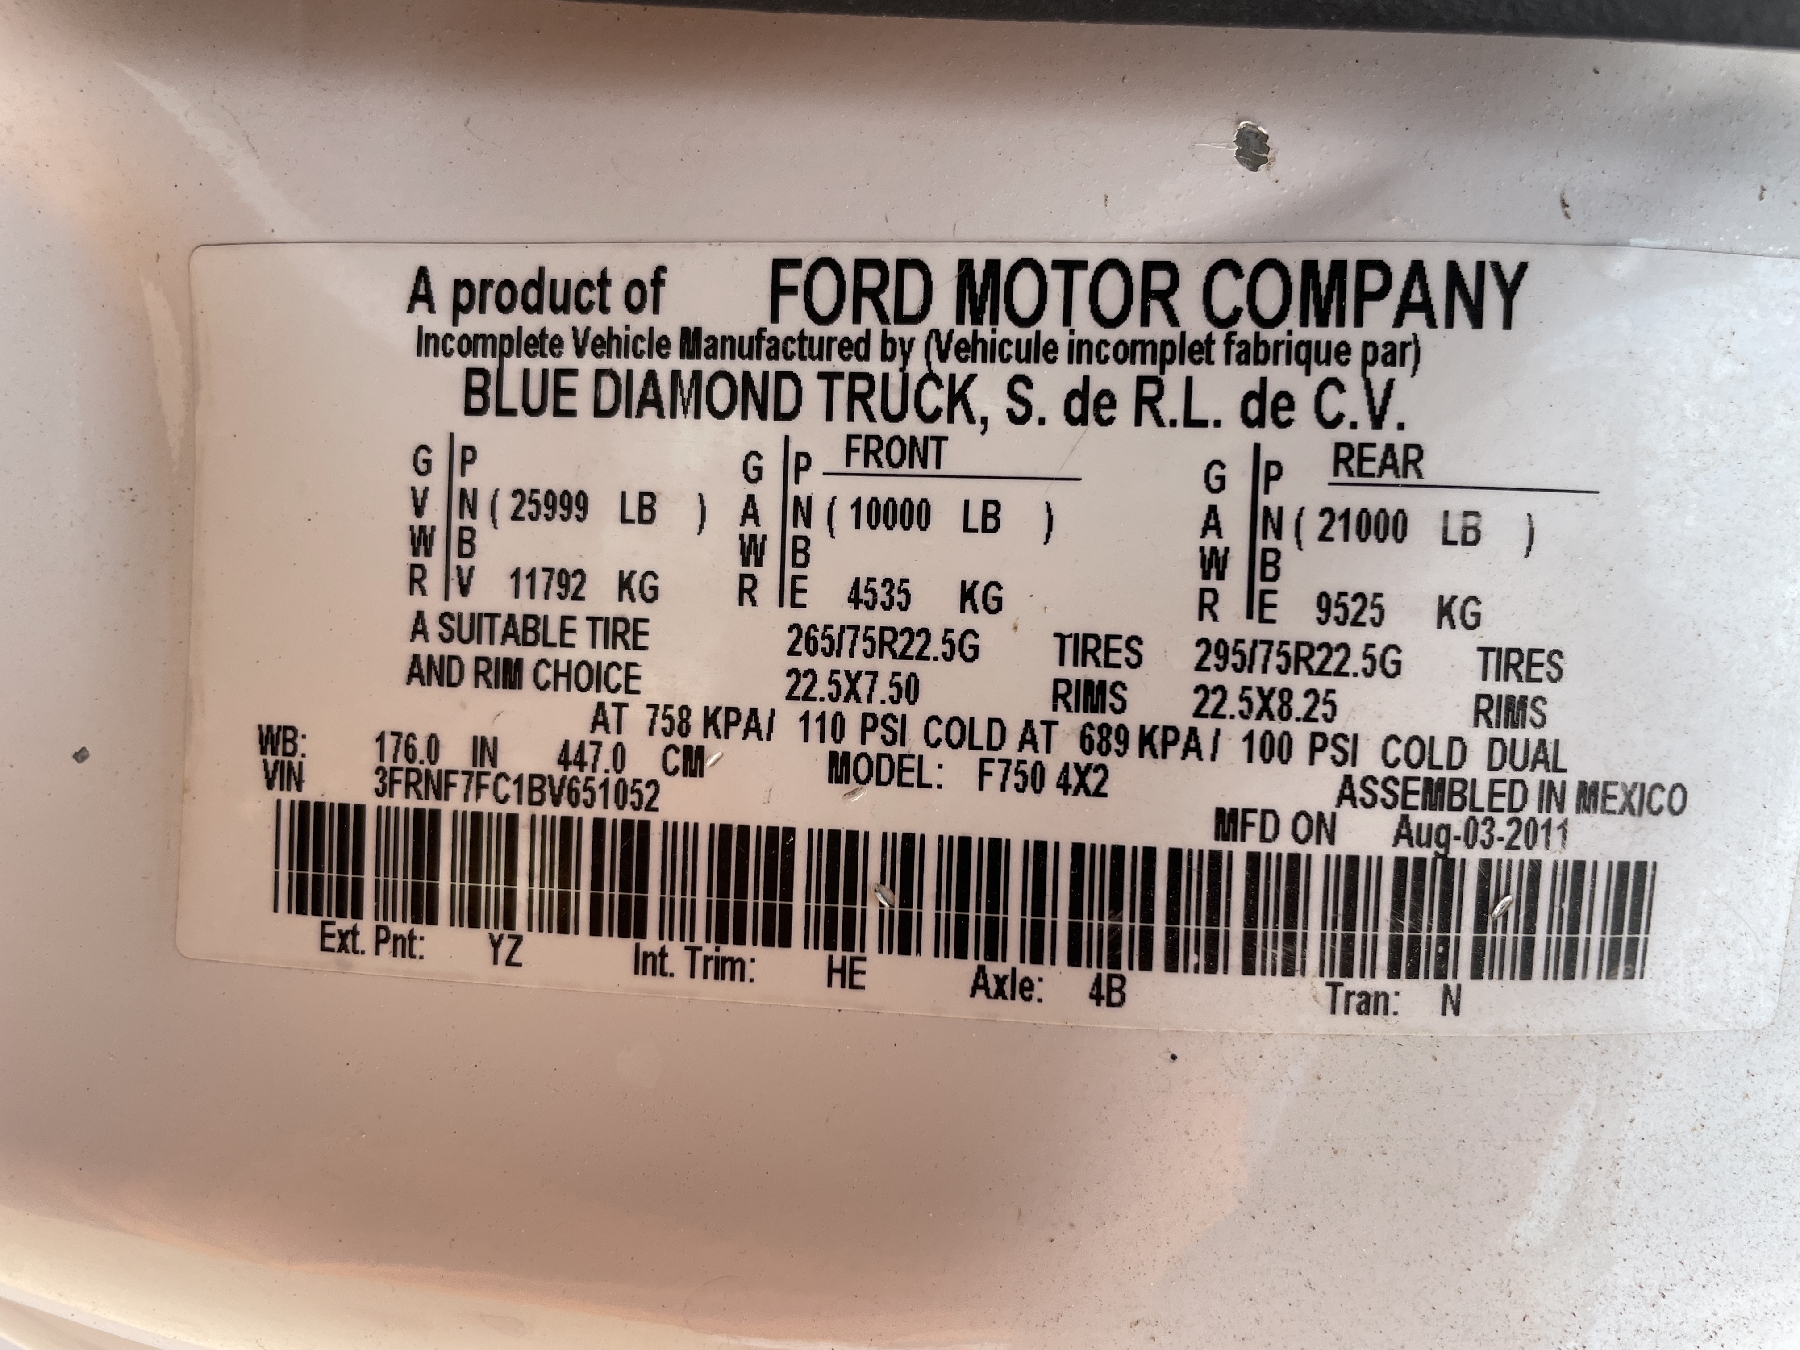 A product of FORD MOTOR COMPANY
Incomplete Vehicle Manufactured by (Vehicule incomplet fabrique par)
BLUE DIAMOND TRUCK, S. de R.L. de C.V.
G P G P FRONT G P REAR
V N ( 25999 LB ) A N ( 10000 LB ) A N ( 21000 LB )
W B W B W B
R V 11792 KG R E 4535 KG R E 9525 KG
A SUITABLE TIRE 265/75R22.5G TIRES 295/75R22.5G TIRES
AND RIM CHOICE 22.5X7.50 RIMS 22.5X8.25 RIMS
AT 758 KPA/ 110 PSI COLD AT 689 KPA/ 100 PSI COLD DUAL
WB: 176.0 IN 447.0 CM MODEL: F750 4X2 ASSEMBLED IN MEXICO
VIN 3FRNF7FC1BV651052 MFD ON Aug-03-2011
Ext. Pnt: YZ Int. Trim: HE Axle: 4B Tran: N